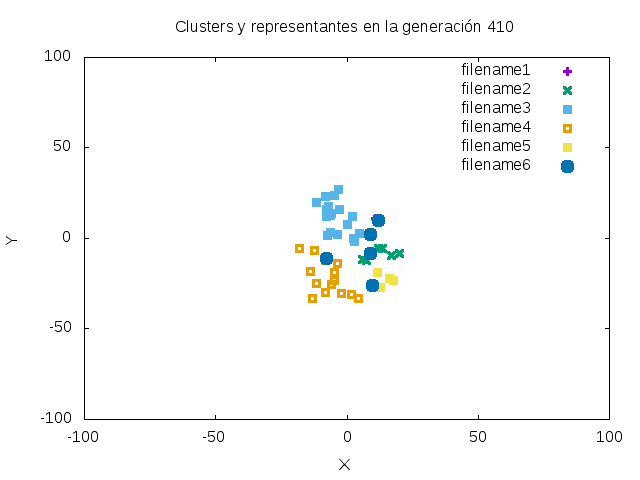 Clusters y representantes en la generación 410
filename1
filename2
filename3
filename4
filename5
filename6
100
50
0
-50
-100
Y
-100 -50 0 50 100
X